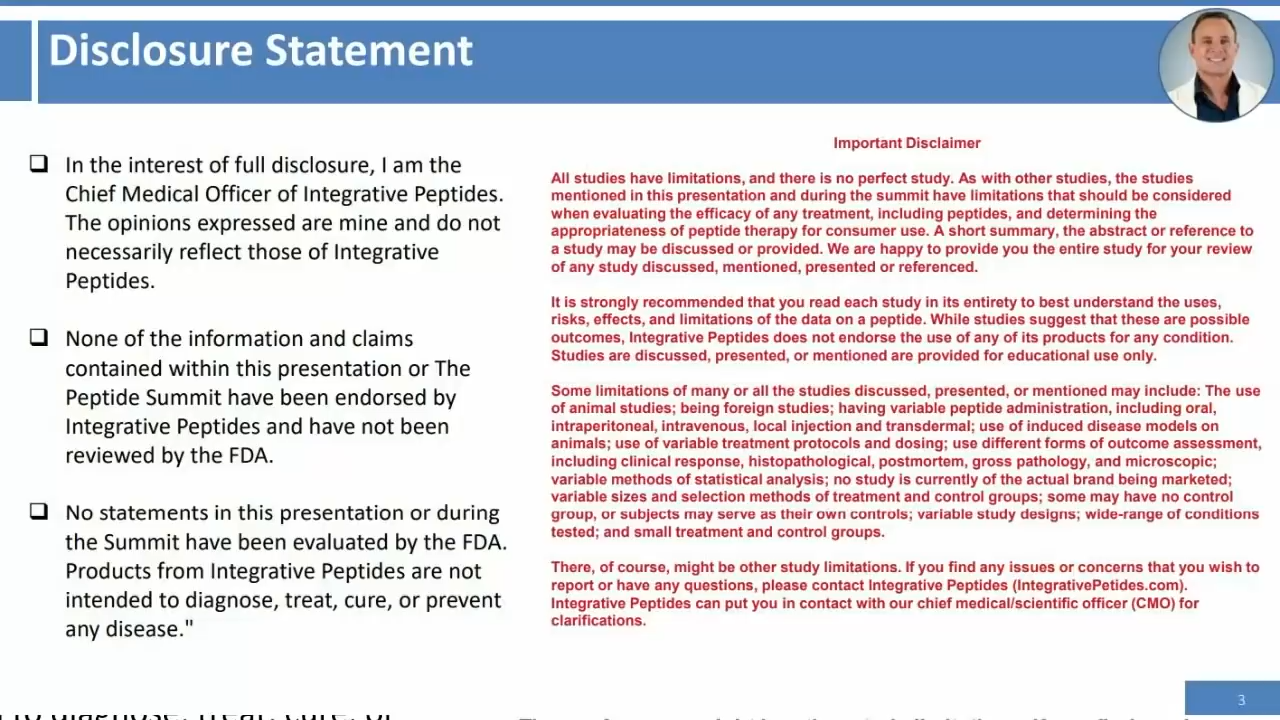 Disclosure Statement
❑ In the interest of full disclosure, I am the
Chief Medical Officer of Integrative Peptides.
The opinions expressed are mine and do not
necessarily reflect those of Integrative
Peptides.
❑ None of the information and claims
contained within this presentation or The
Peptide Summit have been endorsed by
Integrative Peptides and have not been
reviewed by the FDA.
❑ No statements in this presentation or during
the Summit have been evaluated by the FDA.
Products from Integrative Peptides are not
intended to diagnose, treat, cure, or prevent
any disease."
Important Disclaimer
All studies have limitations, and there is no perfect study. As with other studies, the studies
mentioned in this presentation and during the summit have limitations that should be considered
when evaluating the efficacy of any treatment, including peptides, and determining the
appropriateness of peptide therapy for consumer use. A short summary, the abstract or reference to
a study may be discussed or provided. We are happy to provide you the entire study for your review
of any study discussed, mentioned, presented or referenced.
It is strongly recommended that you read each study in its entirety to best understand the uses,
risks, effects, and limitations of the data on a peptide. While studies suggest that these are possible
outcomes, Integrative Peptides does not endorse the use of any of its products for any condition.
Studies are discussed, presented, or mentioned are provided for educational use only.
Some limitations of many or all the studies discussed, presented, or mentioned may include: The use
of animal studies; being foreign studies; having variable peptide administration, including oral,
intraperitoneal, intravenous, local injection and transdermal; use of induced disease models on
animals; use of variable treatment protocols and dosing; use different forms of outcome assessment,
including clinical response, histopathological, postmortem, gross pathology, and microscopic;
variable methods of statistical analysis; no study is currently of the actual brand being marketed;
variable sizes and selection methods of treatment and control groups; some may have no control
group, or subjects may serve as their own controls; variable study designs; wide-range of conditions
tested; and small treatment and control groups.
There, of course, might be other study limitations. If you find any issues or concerns that you wish to
report or have any questions, please contact Integrative Peptides (IntegrativePetides.com).
Integrative Peptides can put you in contact with our chief medical/scientific officer (CMO) for
clarifications.
3